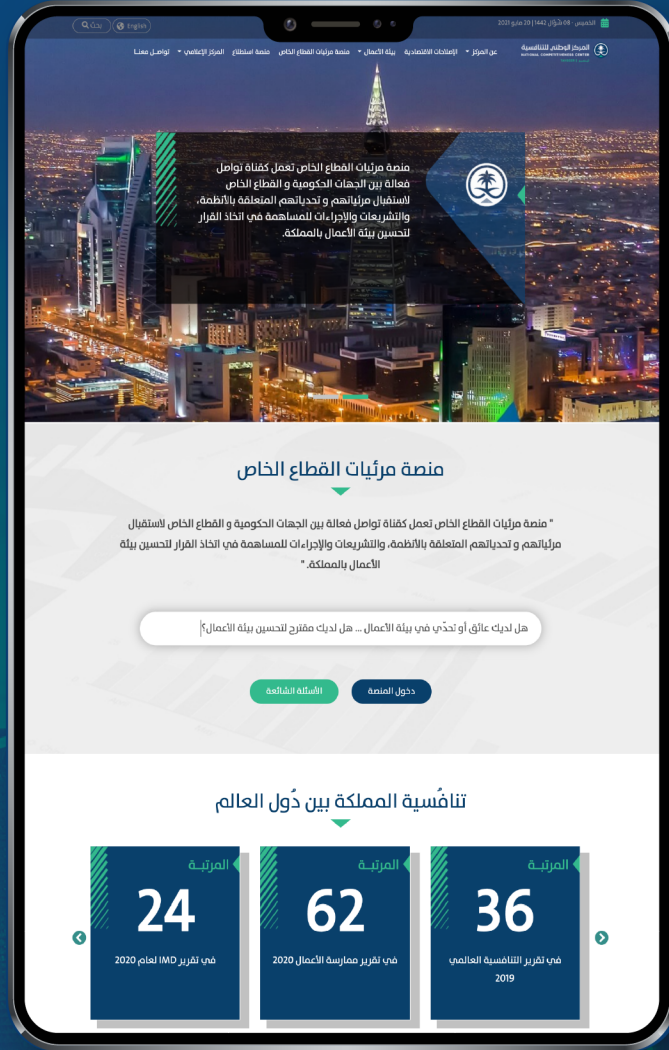 الخميس - 08 شوّال 1442 | 20 مايو 2021
English
بحث
المركز الوطني للتنافسية
NATIONAL COMPETITIVENESS CENTER
عن المركز
الإصلاحات الاقتصادية
بيئة الأعمال
منصة مرئيات القطاع الخاص
منصة استطلاع
المركز الإعلامي
تواصـل معنـا
منصة مرئيات القطاع الخاص تعمل كقناة تواصل
فعالة بين الجهات الحكومية و القطاع الخاص
لاستقبال مرئياتهم و تحدياتهم المتعلقة بالأنظمة،
والتشريعات والإجراءات للمساهمة في اتخاذ القرار
لتحسين بيئة الأعمال بالمملكة.
منصة مرئيات القطاع الخاص
" منصة مرئيات القطاع الخاص تعمل كقناة تواصل فعالة بين الجهات الحكومية و القطاع الخاص لاستقبال
مرئياتهم و تحدياتهم المتعلقة بالأنظمة، والتشريعات والإجراءات للمساهمة في اتخاذ القرار لتحسين بيئة
الأعمال بالمملكة. "
هل لديك عائق أو تحدّي في بيئة الأعمال ... هل لديك مقترح لتحسين بيئة الأعمال؟
دخول المنصة
الأسئلة الشائعة
تنافُسية المملكة بين دُول العالم
المرتبـة
36
في تقرير التنافسية العالمي
2019
المرتبـة
62
في تقرير ممارسة الأعمال 2020
المرتبـة
24
في تقرير IMD لعام 2020